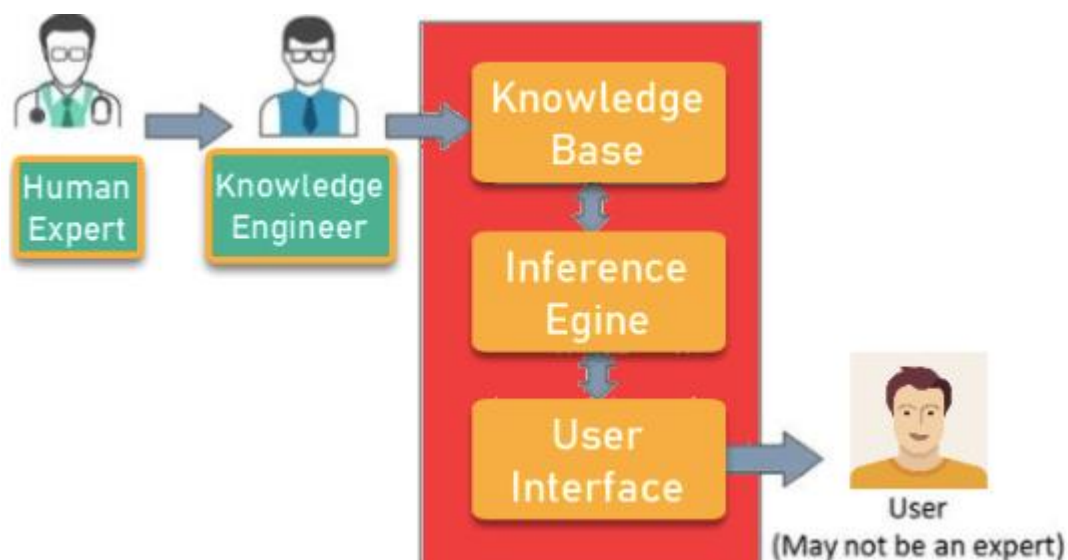 Human
Expert
Knowledge
Engineer
Knowledge
Base
Inference
Egine
User
Interface
User
(May not be an expert)